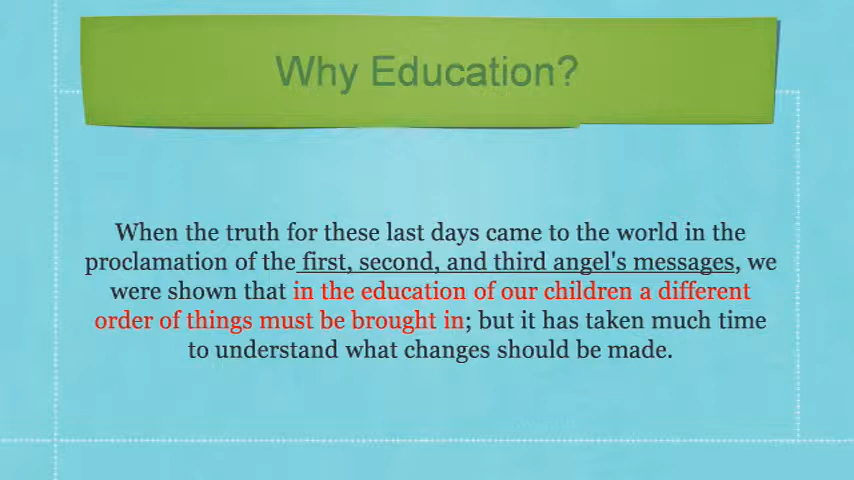 Why Education?
When the truth for these last days came to the world in the
proclamation of the first, second, and third angel's messages, we
were shown that in the education of our children a different
order of things must be brought in; but it has taken much time
to understand what changes should be made.